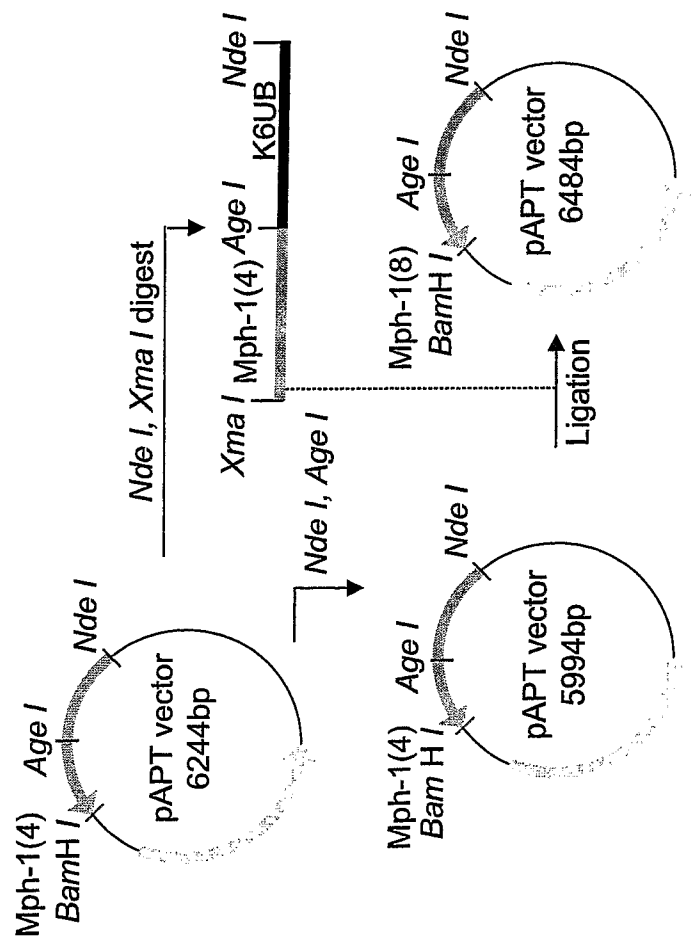 Mph-1(4)
BamH I
Age I
Nde I
pAPT vector
6244bp
Nde I, Xma I digest
Xma I
Mph-1(4)
Age I
K6UB
Nde I
Nde I, Age I
Mph-1(4)
Bam H I
Age I
Nde I
pAPT vector
5994bp
Ligation
Mph-1(8)
BamH I
Age I
Nde I
pAPT vector
6484bp